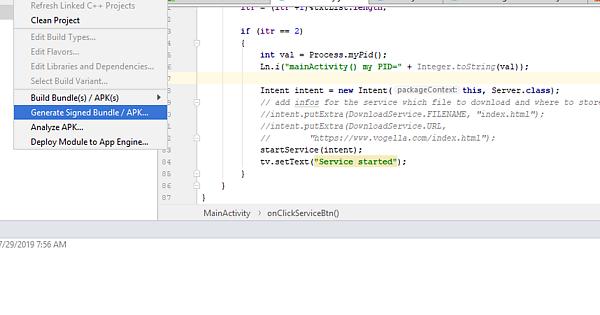 Refresh Linked C++ Projects
Clean Project
Edit Build Types...
Edit Flavors...
Edit Libraries and Dependencies...
Select Build Variant...
Build Bundle(s) / APK(s)
Generate Signed Bundle / APK...
Analyze APK...
Deploy Module to App Engine...
if (itr == 2)
{
int val = Process.myPid();
Ln.i("mainActivity() my PID=" + Integer.toString(val));
Intent intent = new Intent( packageContext: this, Server.class);
// add infos for the service which file to download and where to store
//intent.putExtra(DownloadService.FILENAME, "index.html");
//intent.putExtra(DownloadService.URL,
// "https://www.vogella.com/index.html");
startService(intent);
tv.setText("Service started");
}
}
}
MainActivity > onClickServiceBtn()
7/29/2019 7:56 AM